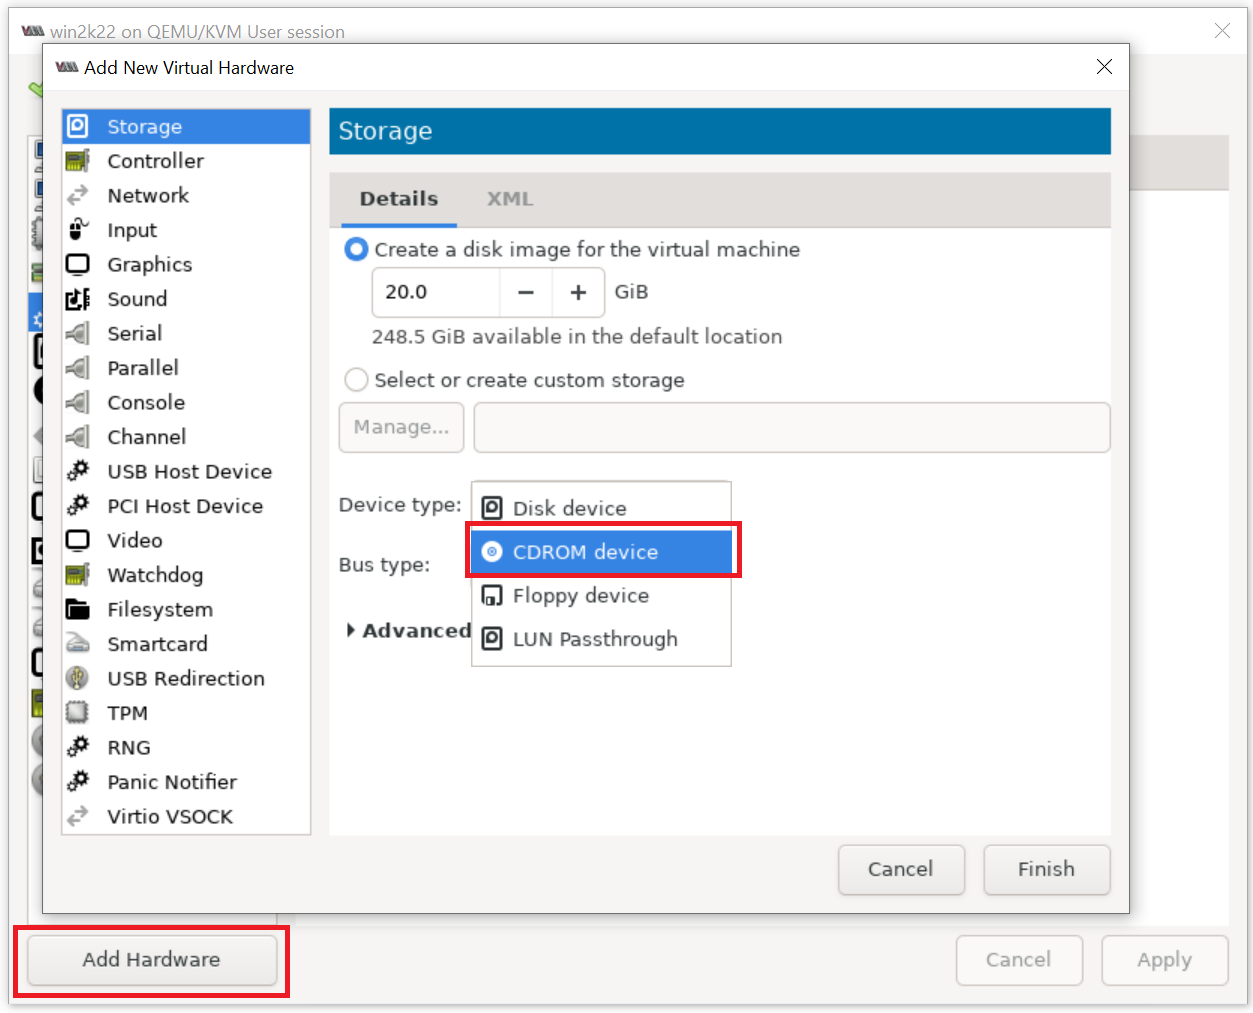 win2k22 on QEMU/KVM User session
Add New Virtual Hardware
Storage
Controller
Network
Input
Graphics
Sound
Serial
Parallel
Console
Channel
USB Host Device
PCI Host Device
Video
Watchdog
Filesystem
Smartcard
USB Redirection
TPM
RNG
Panic Notifier
Virtio VSOCK
Storage
Details XML
Create a disk image for the virtual machine
20.0 − + GiB
248.5 GiB available in the default location
Select or create custom storage
Manage...
Device type:
Disk device
CDROM device
Bus type:
Floppy device
Advanced
LUN Passthrough
Cancel Finish
Add Hardware
Cancel Apply